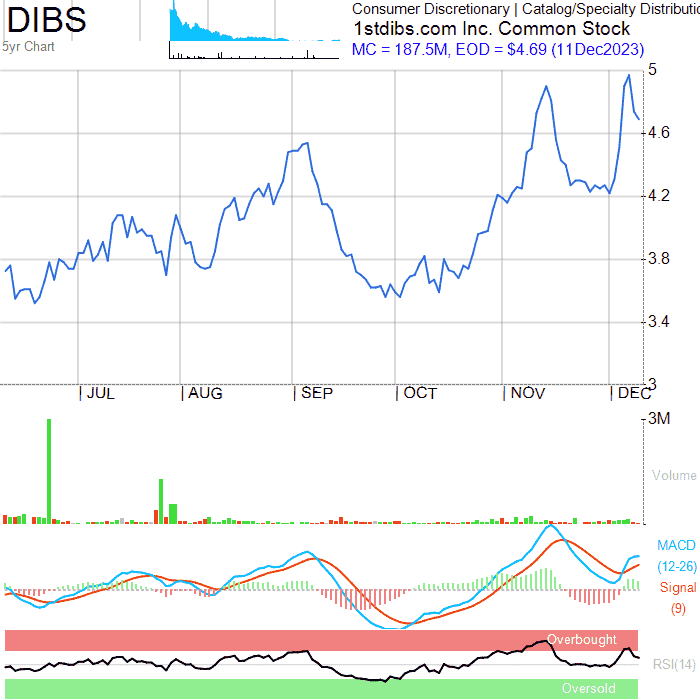 DIBS
5yr Chart
Consumer Discretionary | Catalog/Specialty Distributic
1stdibs.com Inc. Common Stock
MC = 187.5M, EOD = $4.69 (11Dec2023)
5
4.6
4.2
3.8
3.4
3
| JUL | AUG | SEP | OCT | NOV | DEC
3M
Volume
MACD
(12-26)
Signal
(9)
Overbought
RSI(14)
Oversold